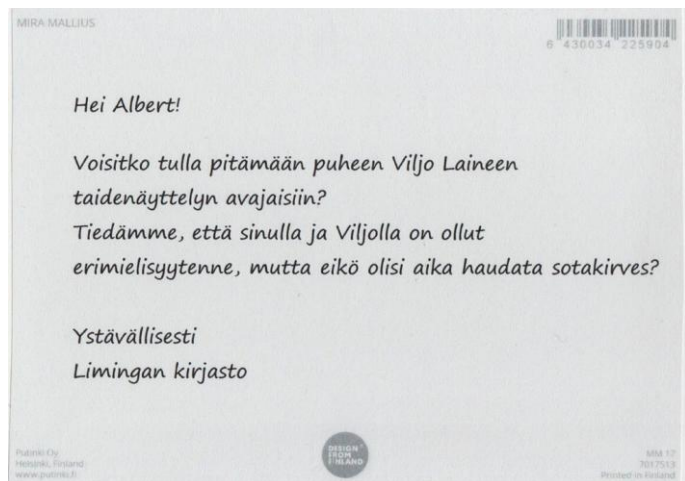 MIRA MALLIUS
6 430034 225904
Hei Albert!
Voisitko tulla pitämään puheen Viljo Laineen
taidenäyttelyn avajaisiin?
Tiedämme, että sinulla ja Viljolla on ollut
erimielisyytenne, mutta eikö olisi aika haudata sotakirves?
Ystävällisesti
Limingan kirjasto
Putinki Oy
Helsinki, Finland
www.putinki.fi
DESIGN
FROM
FINLAND
MM 17
7017513
Printed in Finland